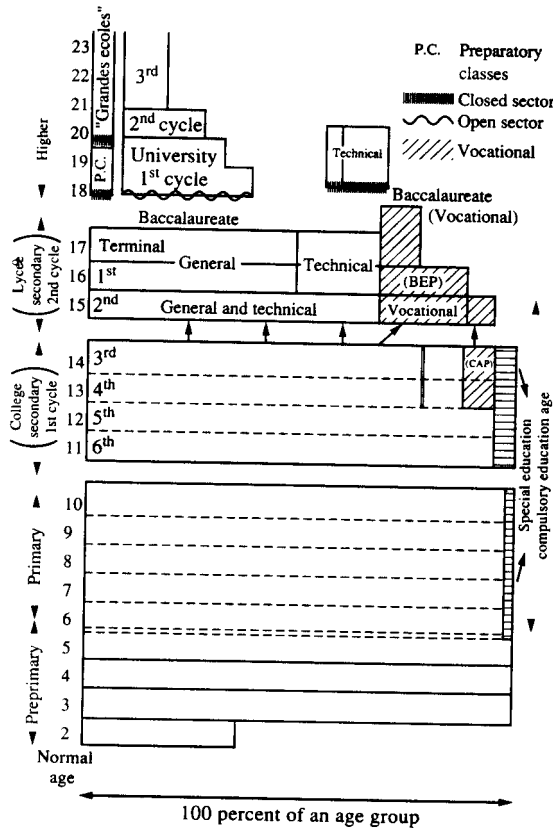 23
22
21
20
19
18
"Grandes ecoles"
P.C.
Higher
3rd
2nd cycle
University
1st cycle
Technical
P.C. Preparatory
classes
Closed sector
Open sector
Vocational
Baccalaureate
Baccalaureate
(Vocational)
Lycee
secondary
2nd cycle
17 Terminal
General
Technical
16 1st
(BEP)
15 2nd
General and technical
Vocational
College
secondary
1st cycle
14 3rd
(CAP)
13 4th
12 5th
11 6th
Special education
compulsory education age
Primary
10
9
8
7
6
Preprimary
5
4
3
2
Normal
age
100 percent of an age group